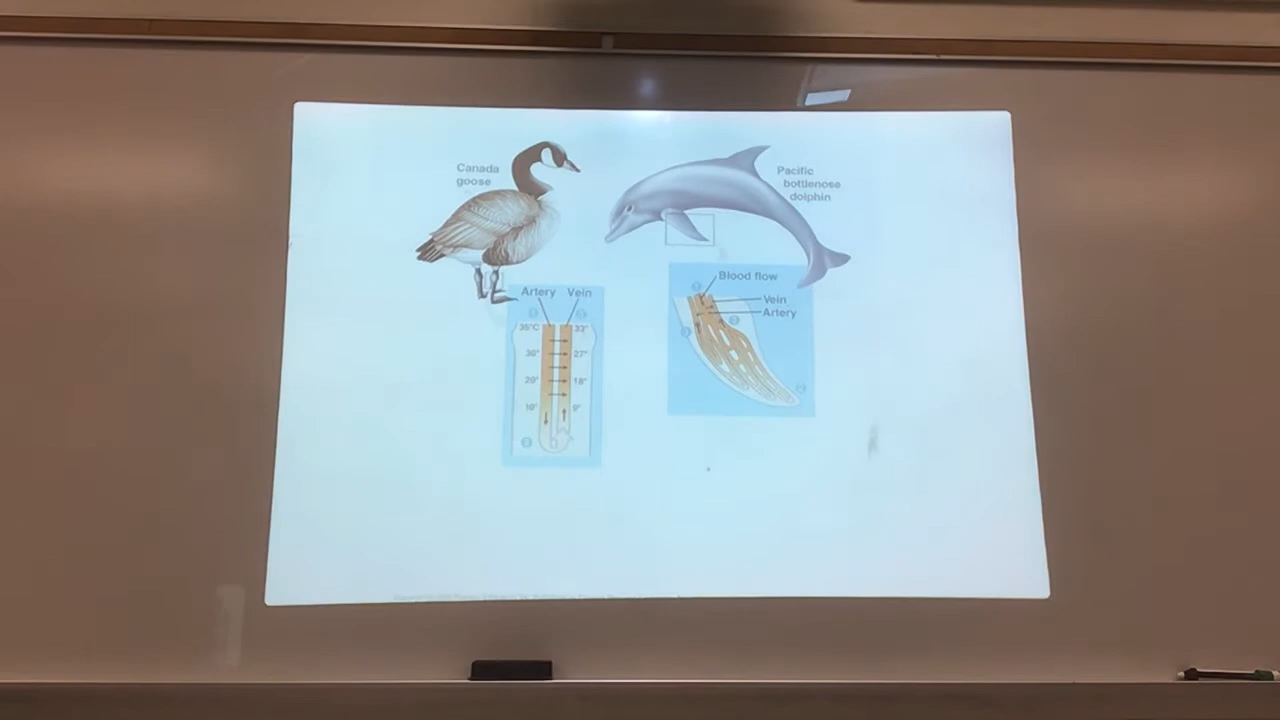 Canada
goose
Pacific
bottlenose
dolphin
Artery Vein
35°C 33°
30° 27°
20° 18°
10° 9°
Blood flow
Vein
Artery